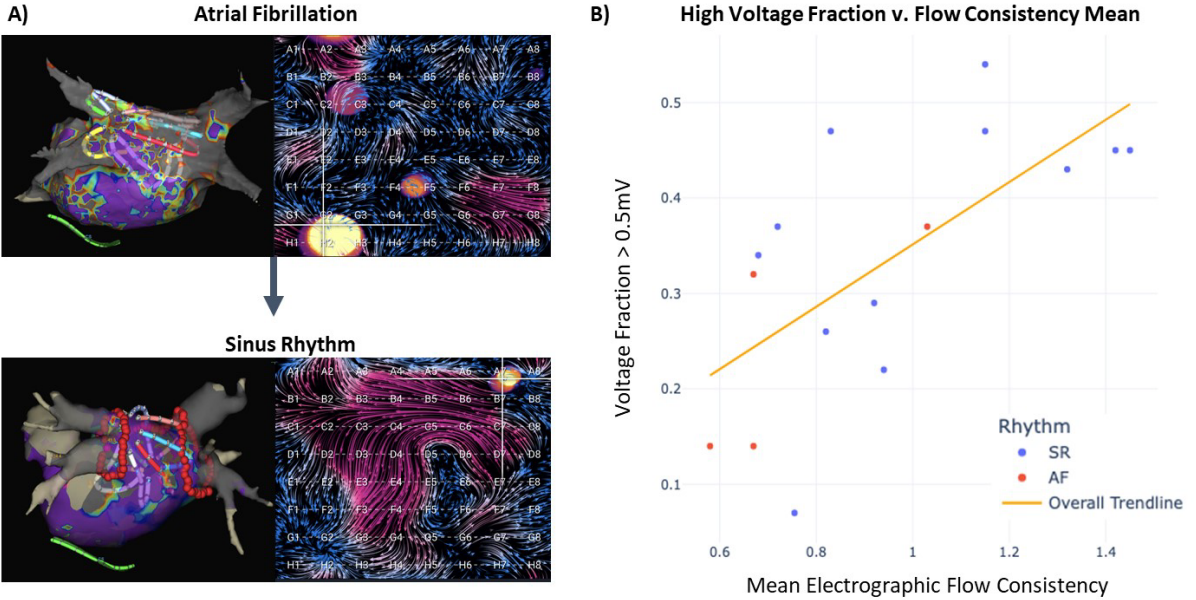 A)
Atrial Fibrillation
A1 A2 A3 A4 A5 A6 A7 A8
B1 B2 B3 B4 B5 B6 B7 B8
C1 C2 C3 C4 C5 C6 C7 C8
D1 D2 D3 D4 D5 D6 D7 D8
E1 E2 E3 E4 E5 E6 E7 E8
F1 F2 F3 F4 F5 F6 F7 F8
G1 G2 G3 G4 G5 G6 G7 G8
H1 H2 H3 H4 H5 H6 H7 H8
Sinus Rhythm
A1 A2 A3 A4 A5 A6 A7 A8
B1 B2 B3 B4 B5 B6 B7 B8
C1 C2 C3 C4 C5 C6 C7 C8
D1 D2 D3 D4 D5 D6 D7 D8
E1 E2 E3 E4 E5 E6 E7 E8
F1 F2 F3 F4 F5 F6 F7 F8
G1 G2 G3 G4 G5 G6 G7 G8
H1 H2 H3 H4 H5 H6 H7 H8
B)
High Voltage Fraction v. Flow Consistency Mean
Voltage Fraction > 0.5mV
0.5
0.4
0.3
0.2
0.1
Rhythm
SR
AF
Overall Trendline
0.6 0.8 1 1.2 1.4
Mean Electrographic Flow Consistency